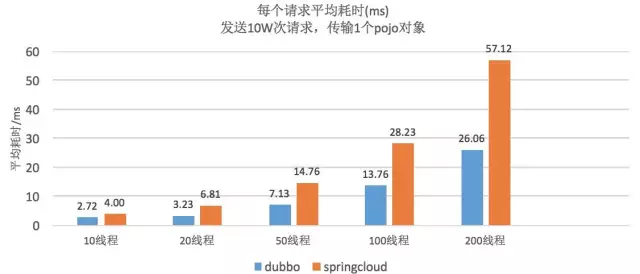 每个请求平均耗时(ms)
发送10W次请求，传输1个pojo对象
平均耗时/ms
60
50
40
30
20
10
0
2.72
4.00
3.23
6.81
7.13
14.76
13.76
28.23
26.06
57.12
10线程
20线程
50线程
100线程
200线程
dubbo
springcloud